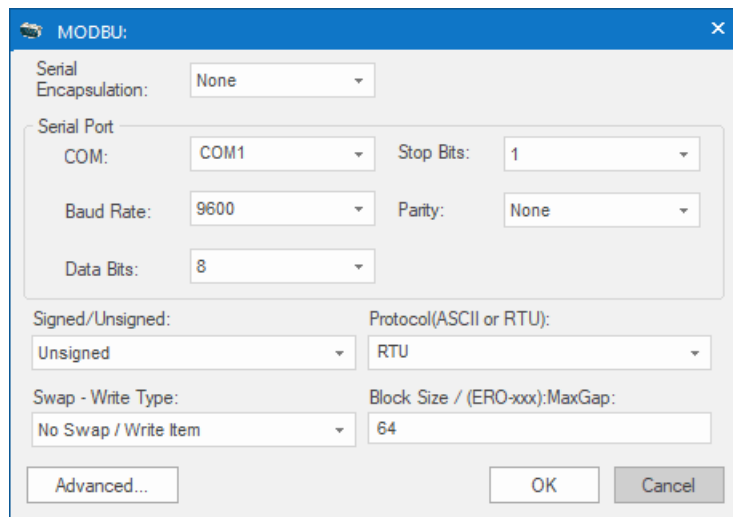 MODBU:
Serial
Encapsulation:
None
Serial Port
COM:
COM1
Stop Bits:
1
Baud Rate:
9600
Parity:
None
Data Bits:
8
Signed/Unsigned:
Protocol(ASCII or RTU):
Unsigned
RTU
Swap - Write Type:
Block Size / (ERO-xxx):MaxGap:
No Swap / Write Item
64
Advanced...
OK
Cancel